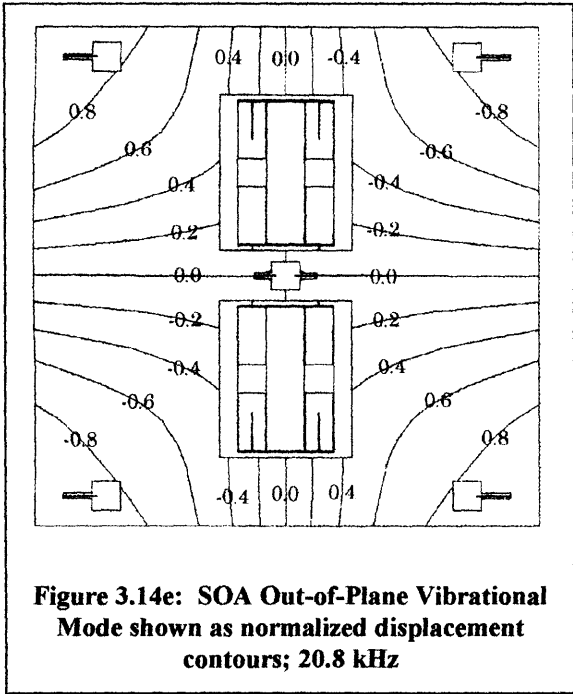 0.4 0.0 -0.4
0.8 -0.8
0.6 -0.6
0.4 -0.4
0.2 -0.2
0.0 0.0
-0.2 0.2
-0.4 0.4
-0.6 0.6
-0.8 0.8
-0.4 0.0 0.4
Figure 3.14e: SOA Out-of-Plane Vibrational
Mode shown as normalized displacement
contours; 20.8 kHz